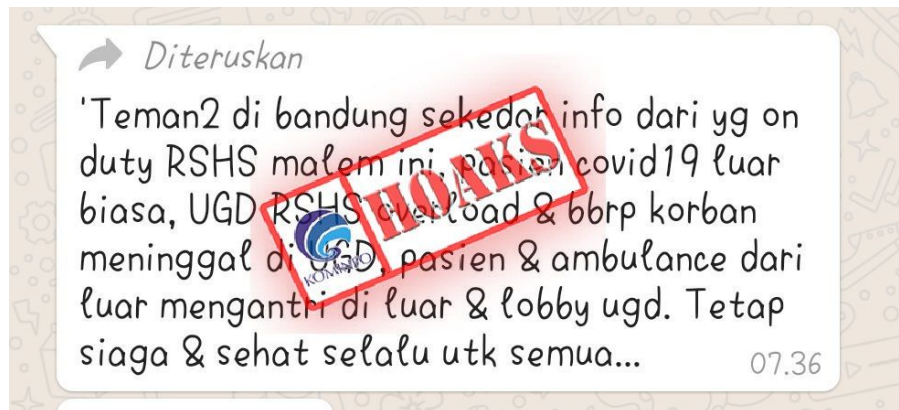 Diteruskan
'Teman2 di bandung sekedar info dari yg on
duty RSHS malem ini, pasien covid19 luar
biasa, UGD RSHS overload & bbrp korban
meninggal di UGD, pasien & ambulance dari
luar mengantri di luar & lobby ugd. Tetap
siaga & sehat selalu utk semua...
07.36
HOAKS
KOMINFO